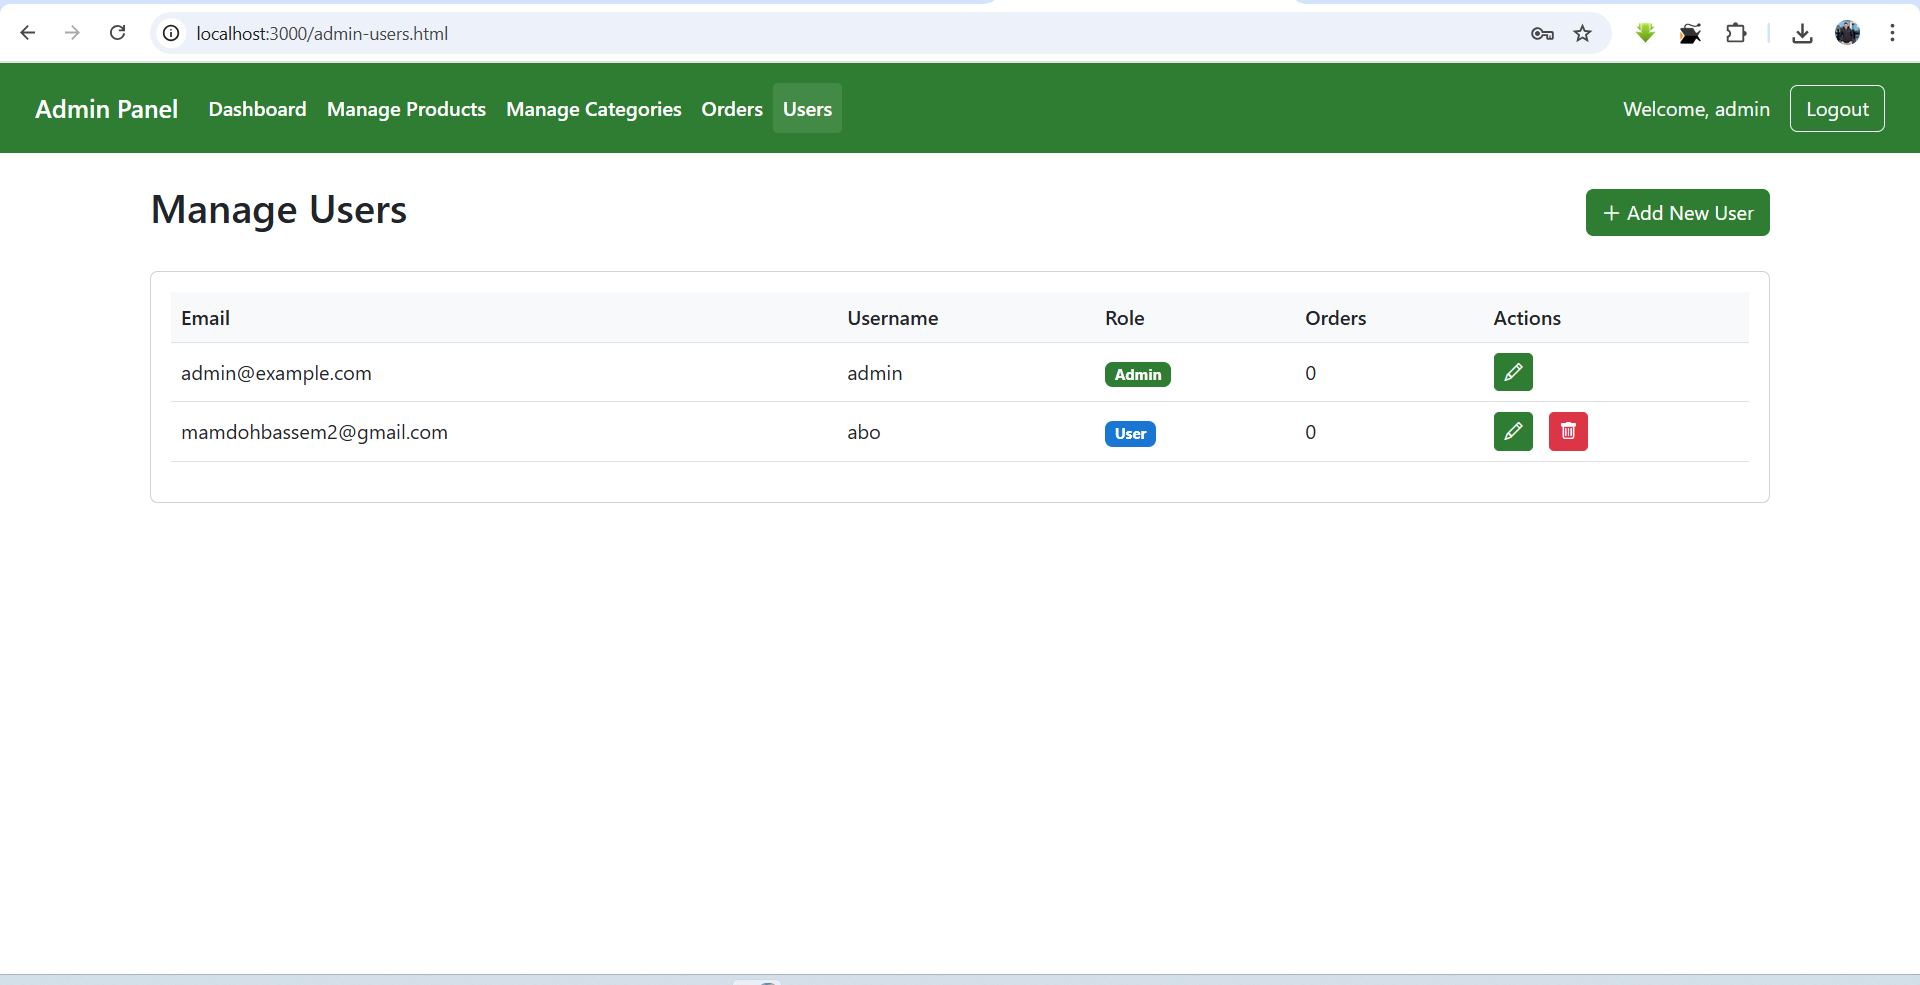 localhost:3000/admin-users.html
Admin Panel Dashboard Manage Products Manage Categories Orders Users Welcome, admin Logout
Manage Users + Add New User
Email Username Role Orders Actions
admin@example.com admin Admin 0
mamdohbassem2@gmail.com abo User 0